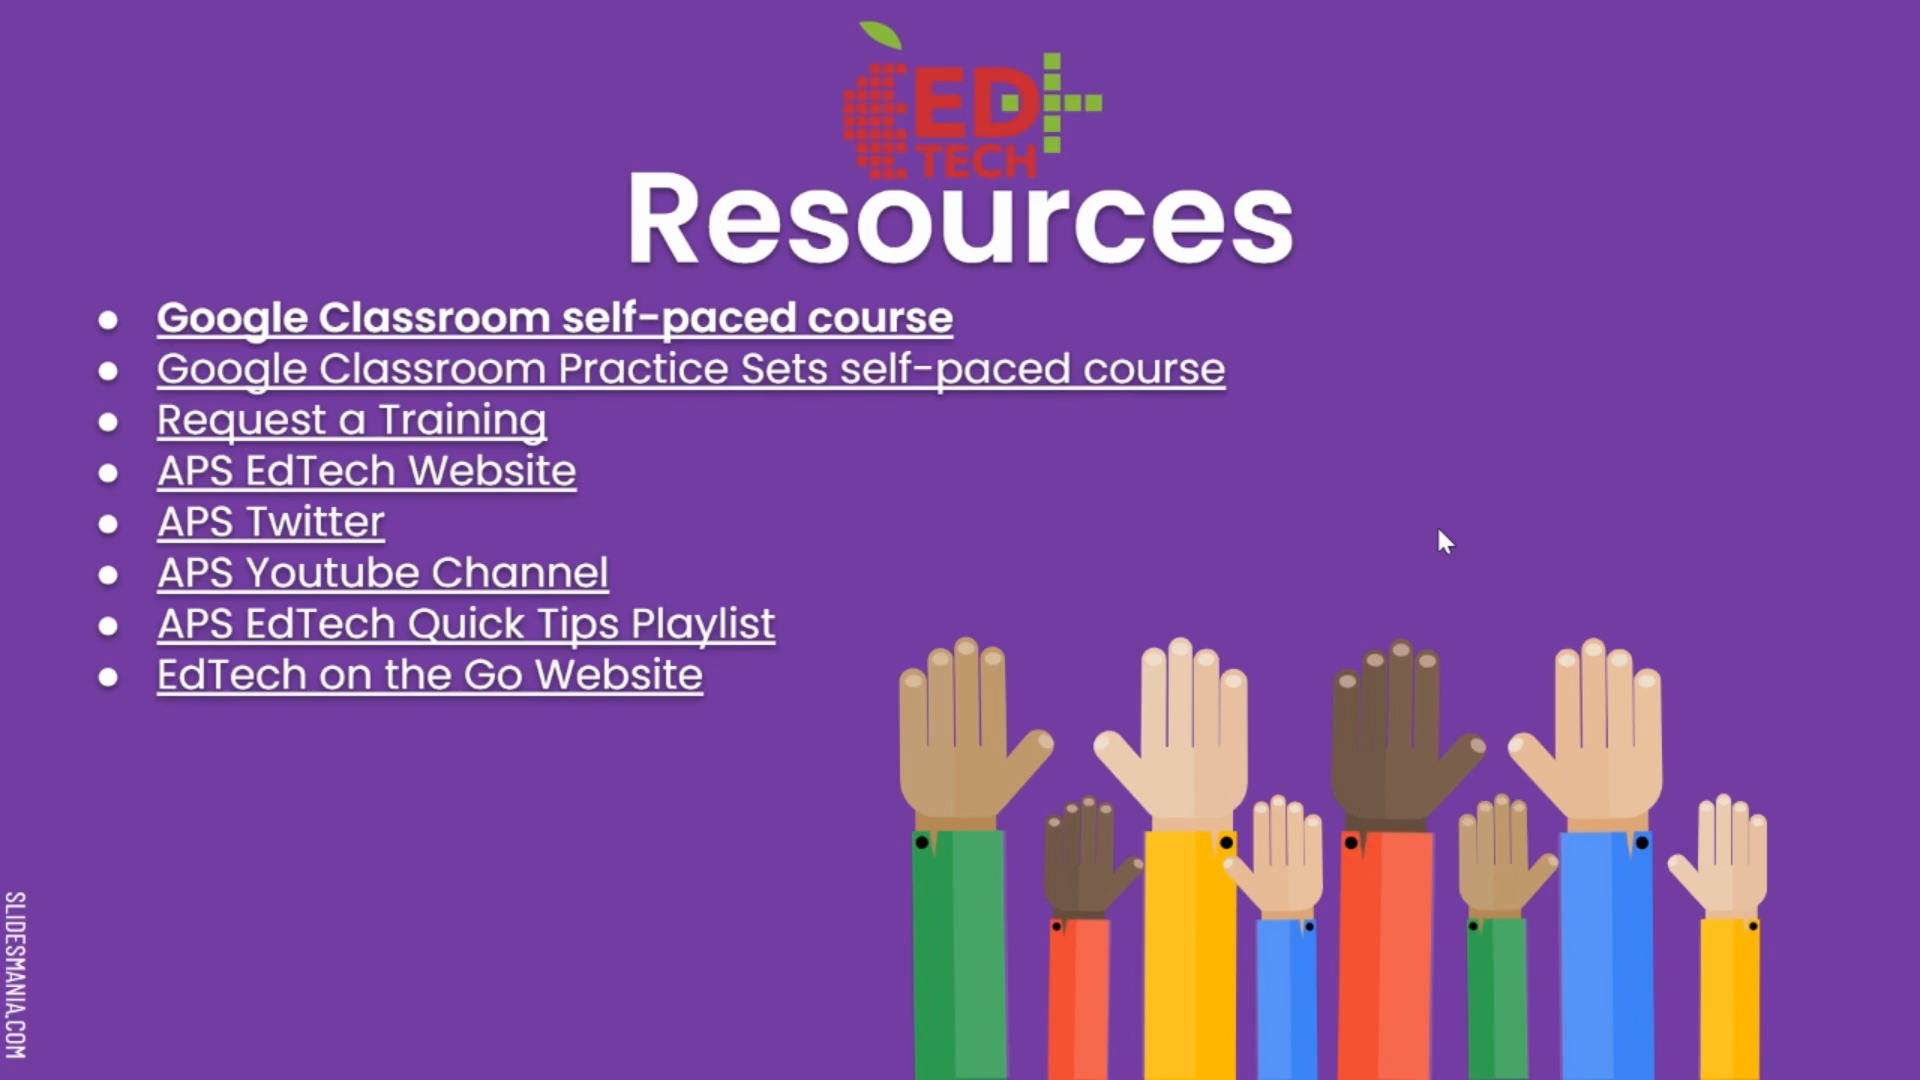 ED
TECH
Resources
Google Classroom self-paced course
Google Classroom Practice Sets self-paced course
Request a Training
APS EdTech Website
APS Twitter
APS Youtube Channel
APS EdTech Quick Tips Playlist
EdTech on the Go Website
SLIDESMANIA.COM